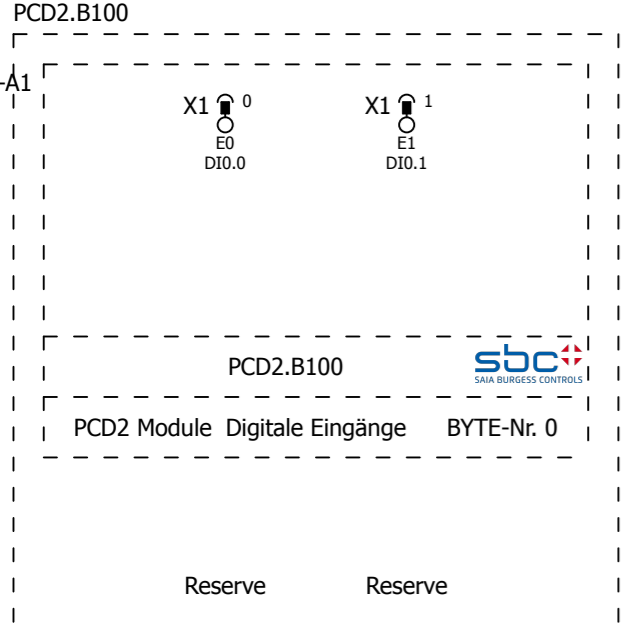 PCD2.B100
-A1
X1 0 X1 1
E0 E1
DI0.0 DI0.1
PCD2.B100 sbc
SAIA BURGESS CONTROLS
PCD2 Module Digitale Eingänge BYTE-Nr. 0
Reserve Reserve